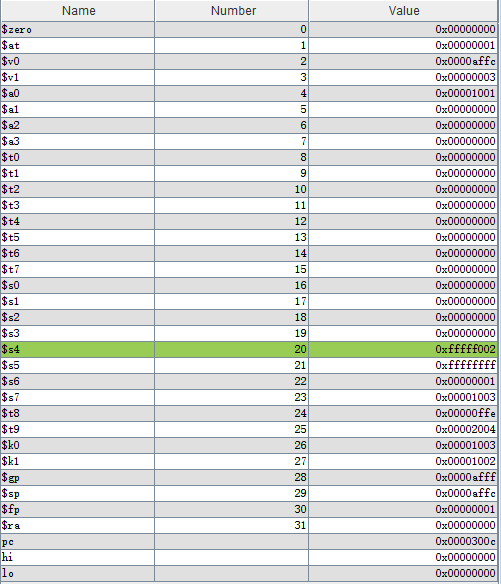 Name Number Value
$zero 0 0x00000000
$at 1 0x00000001
$v0 2 0x0000affc
$v1 3 0x00000003
$a0 4 0x00001001
$a1 5 0x00000000
$a2 6 0x00000000
$a3 7 0x00000000
$t0 8 0x00000000
$t1 9 0x00000000
$t2 10 0x00000000
$t3 11 0x00000000
$t4 12 0x00000000
$t5 13 0x00000000
$t6 14 0x00000000
$t7 15 0x00000000
$s0 16 0x00000000
$s1 17 0x00000000
$s2 18 0x00000000
$s3 19 0x00000000
$s4 20 0xfffff002
$s5 21 0xffffffff
$s6 22 0x00000001
$s7 23 0x00001003
$t8 24 0x00000ffe
$t9 25 0x00002004
$k0 26 0x00001003
$k1 27 0x00001002
$gp 28 0x0000afff
$sp 29 0x0000affc
$fp 30 0x00000001
$ra 31 0x00000000
pc 0x0000300c
hi 0x00000000
lo 0x00000000